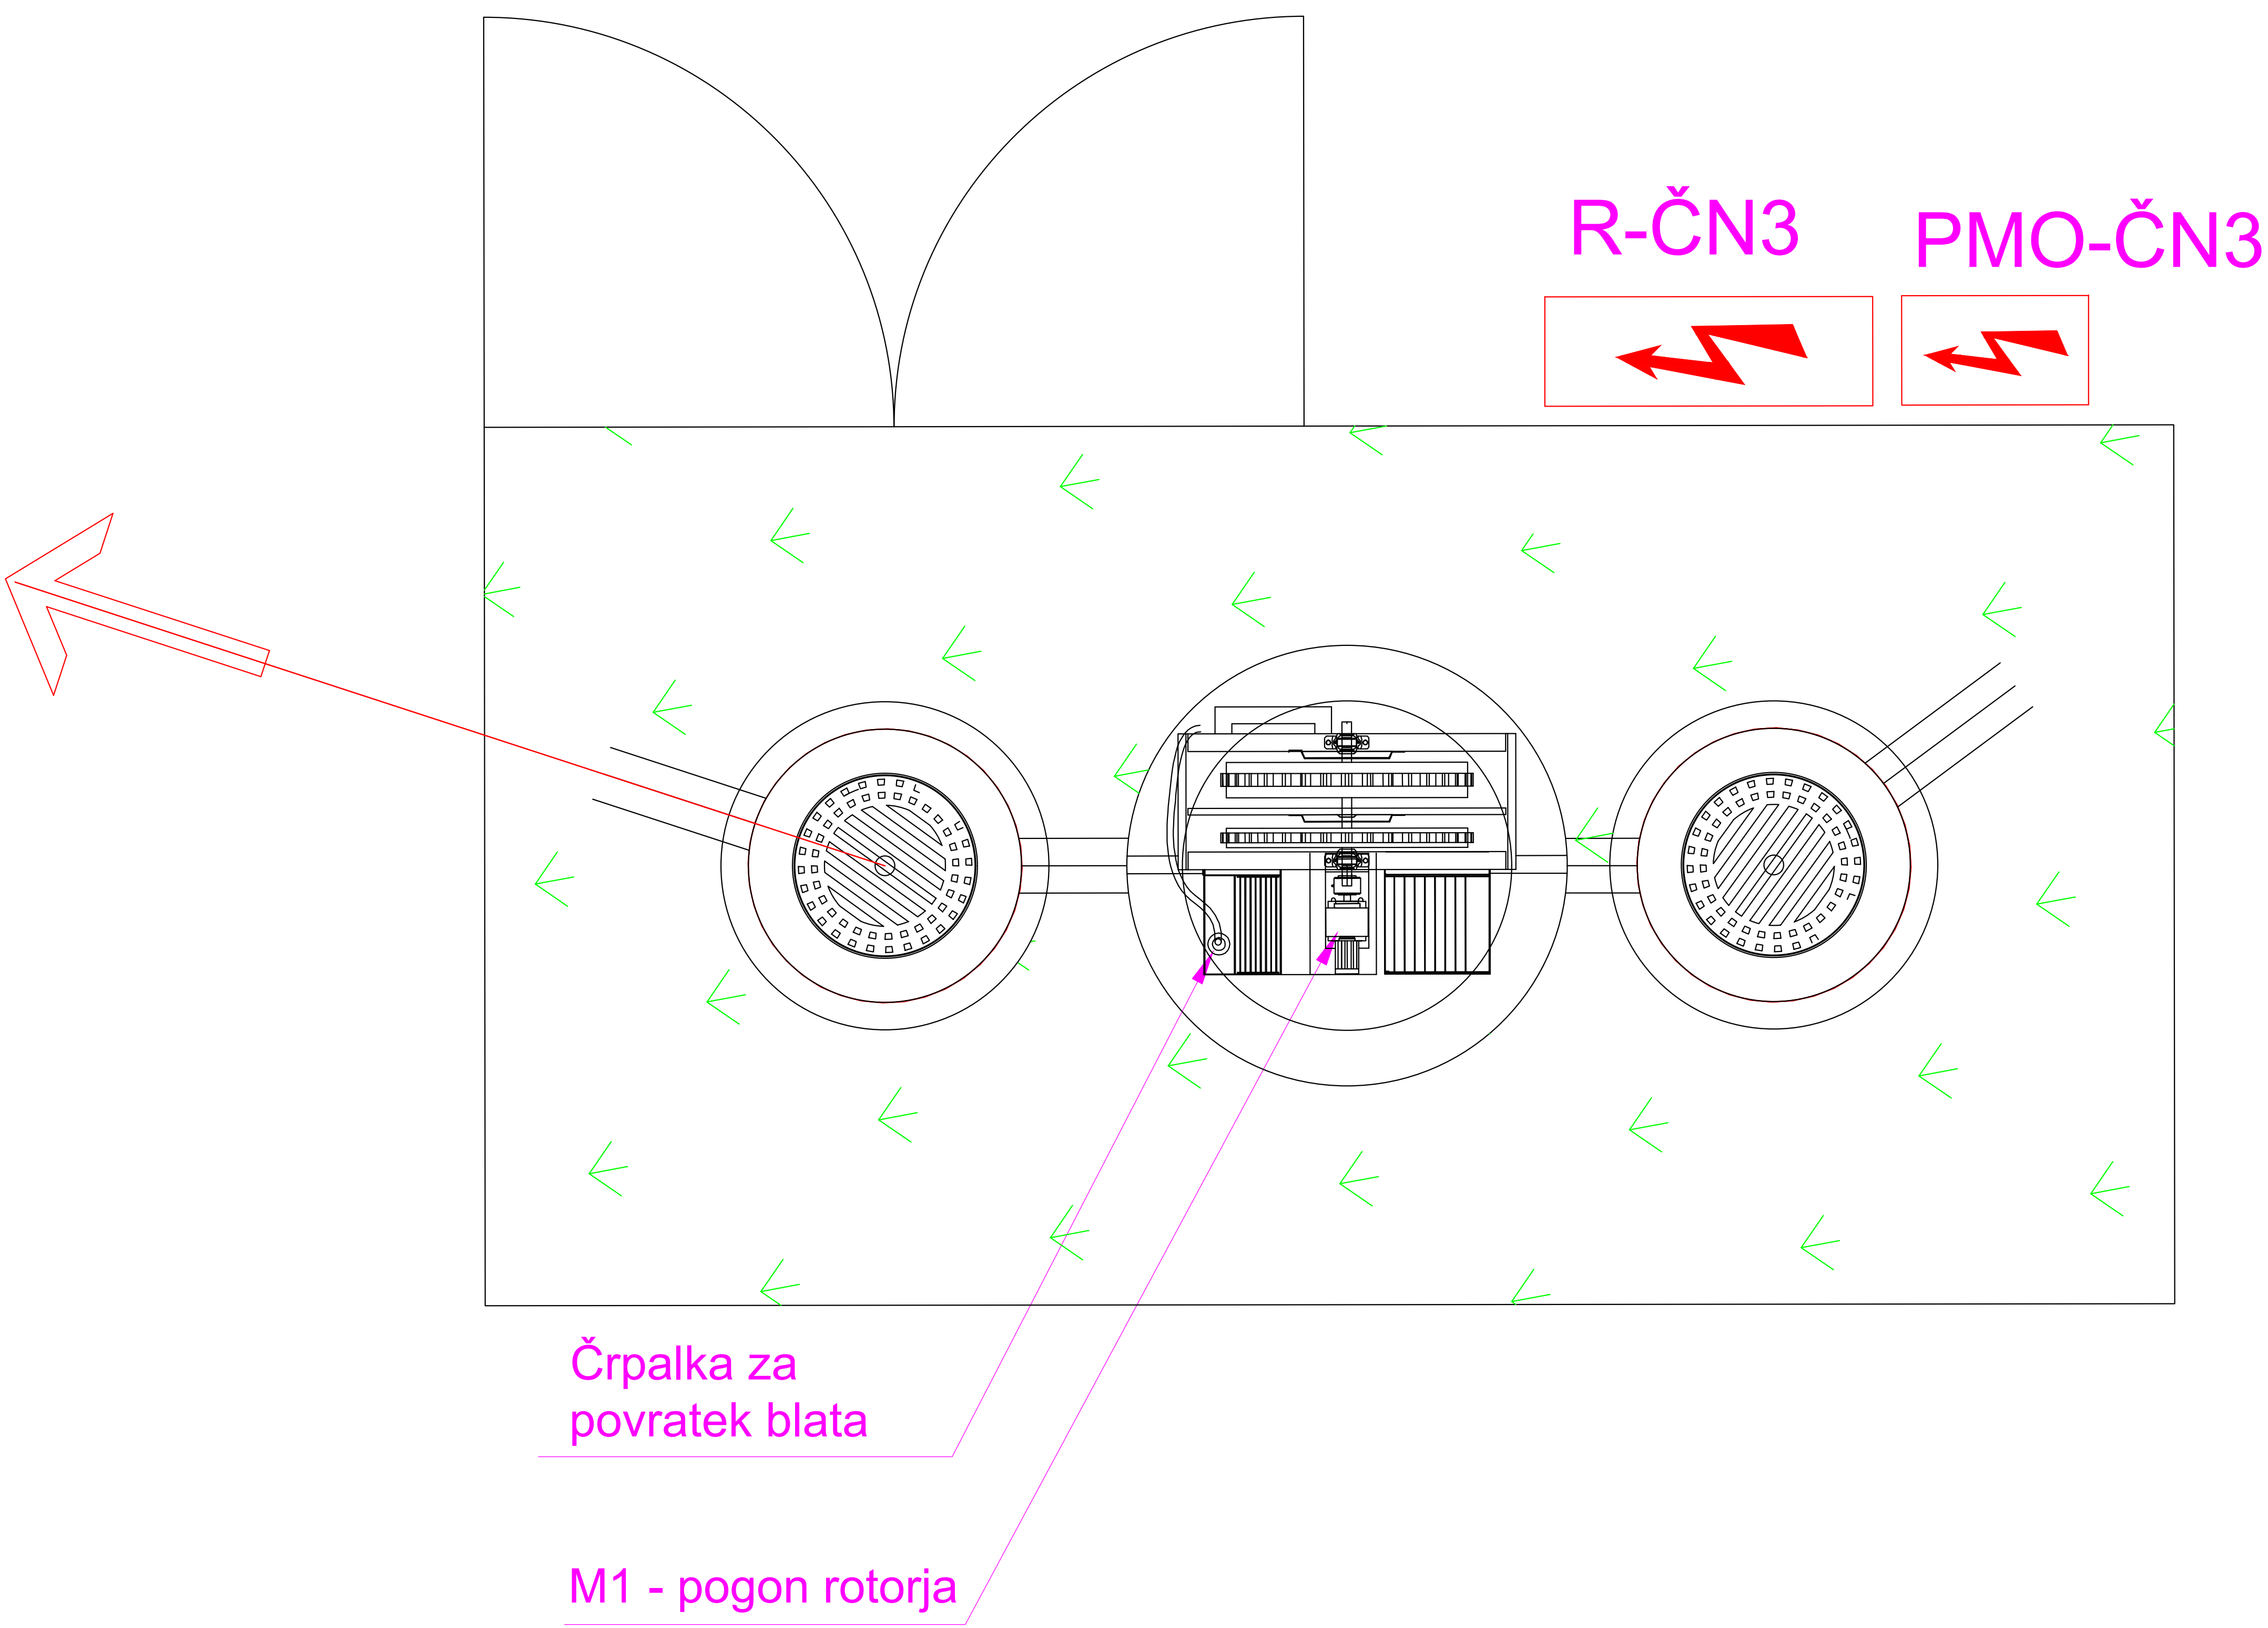 R-ČN3
PMO-ČN3
Črpalka za
povratek blata
M1 - pogon rotorja